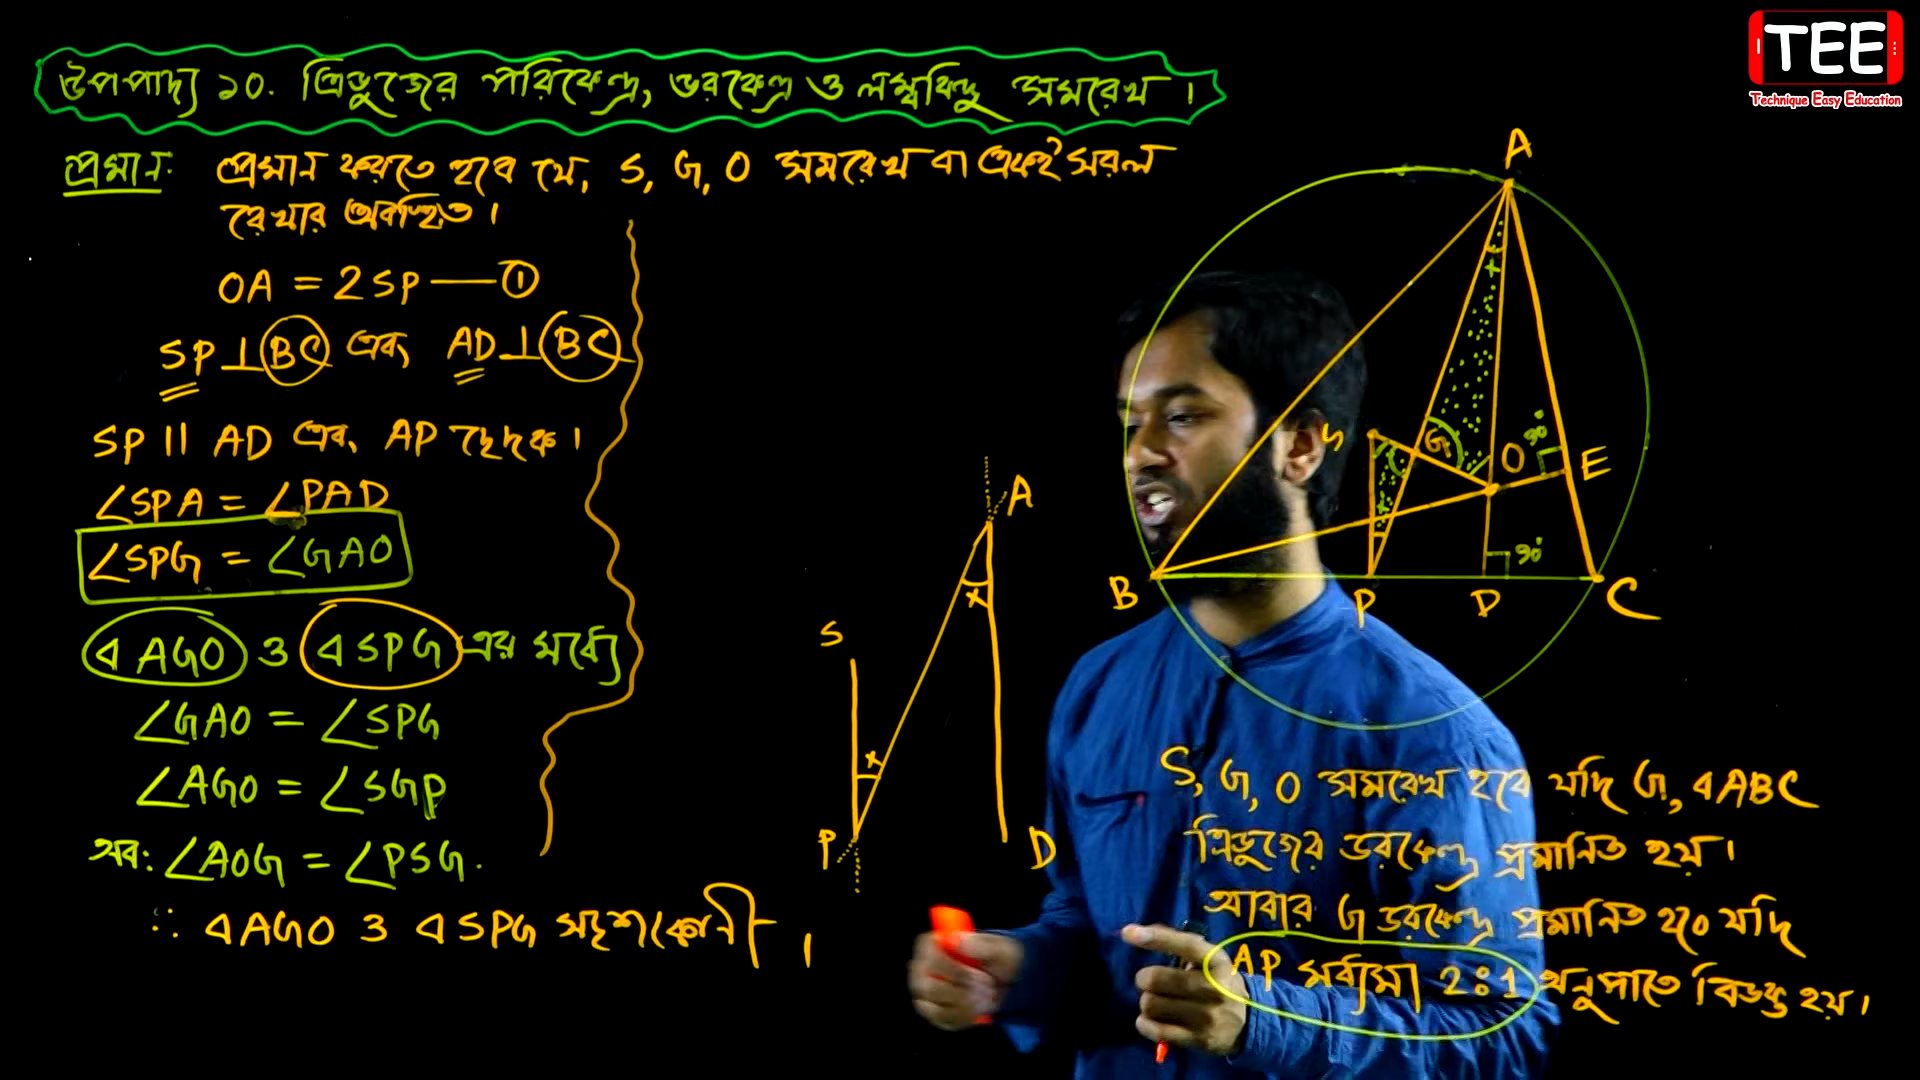 উপপাদ্য ১০. ত্রিভুজের পরিকেন্দ্র, ভরকেন্দ্র ও লম্ববিন্দু সমরেখ।
TEE
Technique Easy Education
প্রমান: প্রমান করতে হবে যে, S, G, O সমরেখ বা একই সরল
রেখায় অবস্থিত।
OA = 2SP — ①
SP ⊥ BC এবং AD ⊥ BC
SP || AD এবং AP ছেদক।
∠SPA = ∠PAD
∠SPG = ∠GAO
△AGO ও △SPG এর মধ্যে
∠GAO = ∠SPG
∠AGO = ∠SGP
অব: ∠AOG = ∠PSG.
∴ △AGO ও △SPG সদৃশকোনী।
A
x
S
x
P
D
A
x
S
G
O
90°
E
x
90°
B
P
D
C
S, G, O সমরেখ হবে যদি G, △ABC
ত্রিভুজের ভরকেন্দ্র প্রমানিত হয়।
আবার G ভরকেন্দ্র প্রমানিত হবে যদি
AP মধ্যমা 2:1 অনুপাতে বিভক্ত হয়।